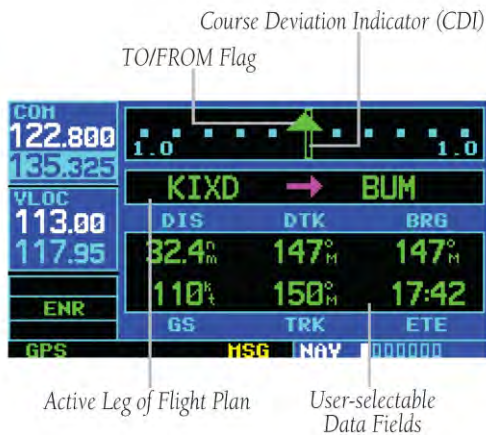 Course Deviation Indicator (CDI)
TO/FROM Flag
COM
122.800
135.325
1.0 1.0
KIXD → BUM
VLOC
113.00
117.95
DIS DTK BRG
32.4nm 147°M 147°M
110kt 150°M 17:42
ENR
GS TRK ETE
GPS MSG NAV
Active Leg of Flight Plan
User-selectable
Data Fields